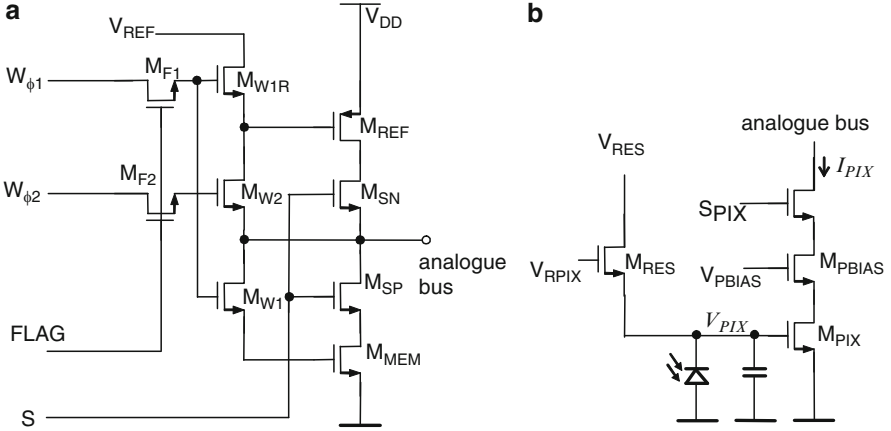 a
V_REF
V_DD
W_ϕ1
M_F1
M_W1R
M_REF
W_ϕ2
M_F2
M_W2
M_SN
analogue
bus
M_W1
M_SP
FLAG
M_MEM
S
b
analogue bus
V_RES
I_PIX
S_PIX
V_RPIX
M_RES
V_PBIAS
M_PBIAS
V_PIX
M_PIX